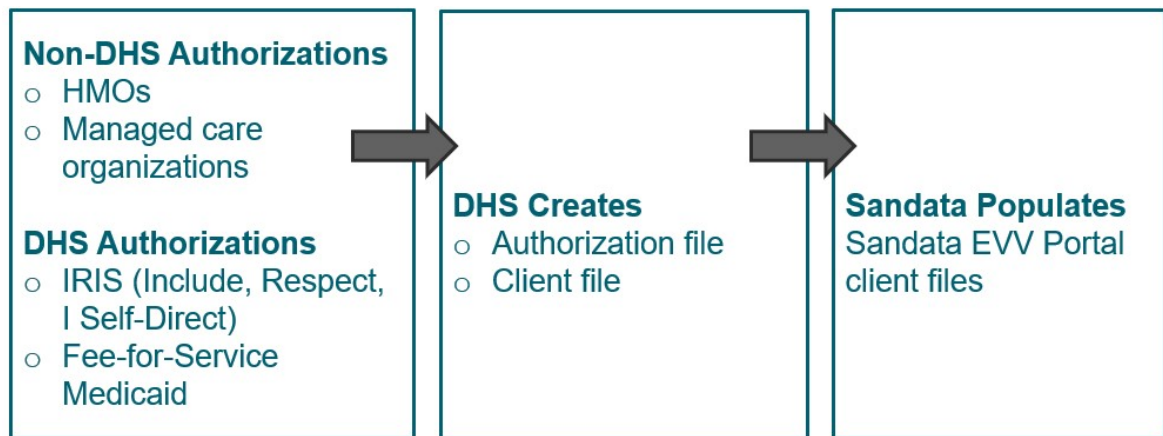 Non-DHS Authorizations
o HMOs
o Managed care
organizations
DHS Authorizations
o IRIS (Include, Respect,
I Self-Direct)
o Fee-for-Service
Medicaid
DHS Creates
o Authorization file
o Client file
Sandata Populates
Sandata EVV Portal
client files